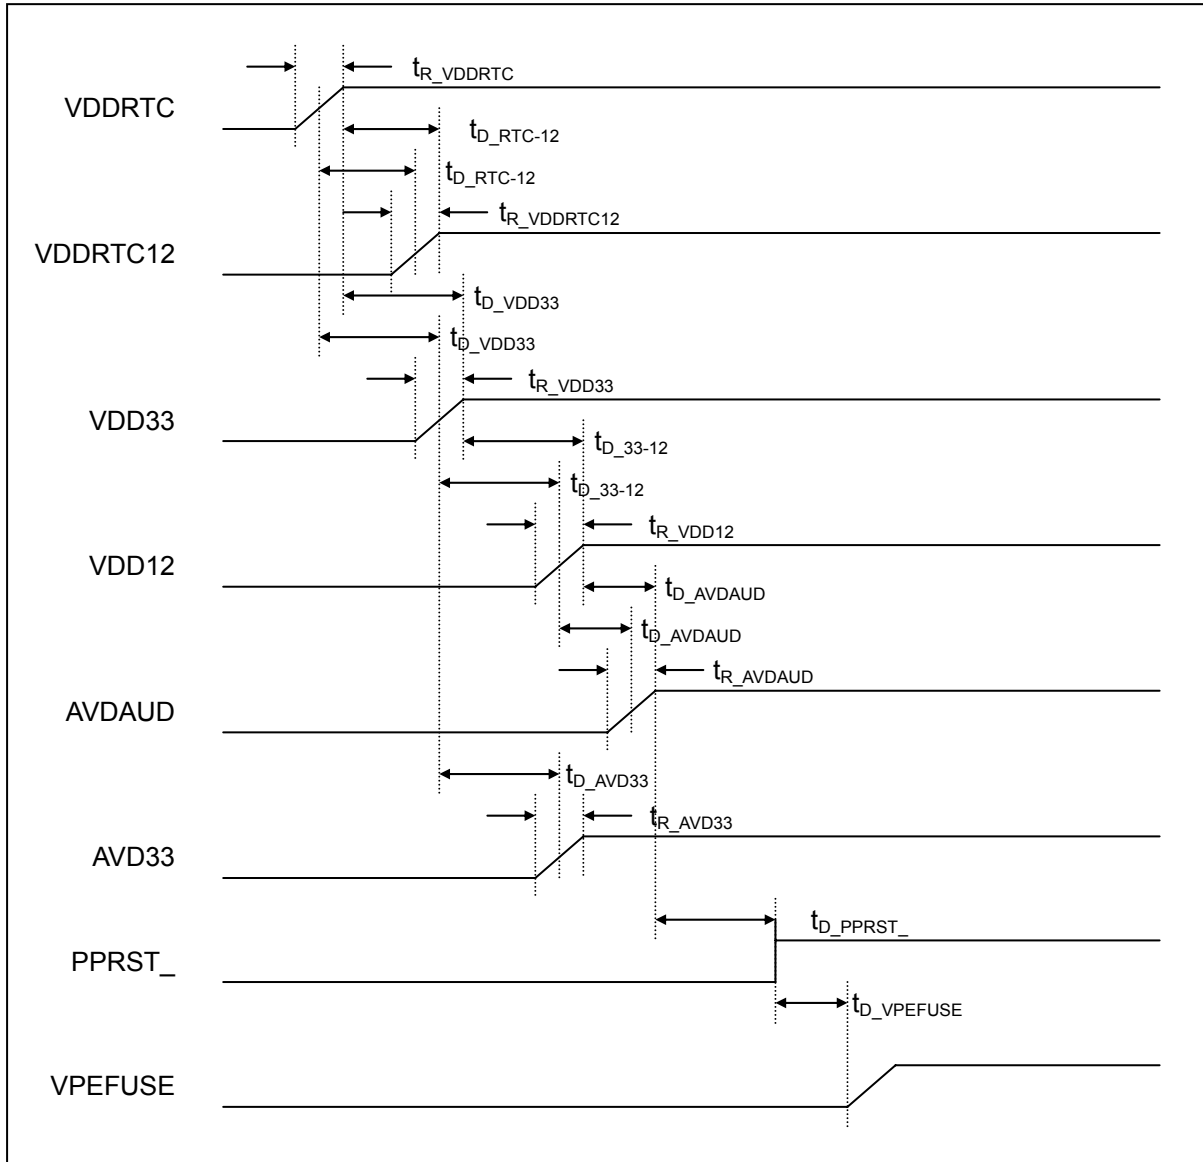 t_R_VDDRTC
VDDRTC
t_D_RTC-12
t_D_RTC-12
t_R_VDDRTC12
VDDRTC12
t_D_VDD33
t_D_VDD33
t_R_VDD33
VDD33
t_D_33-12
t_D_33-12
t_R_VDD12
VDD12
t_D_AVDAUD
t_D_AVDAUD
t_R_AVDAUD
AVDAUD
t_D_AVD33
t_R_AVD33
AVD33
t_D_PPRST_
PPRST_
t_D_VPEFUSE
VPEFUSE